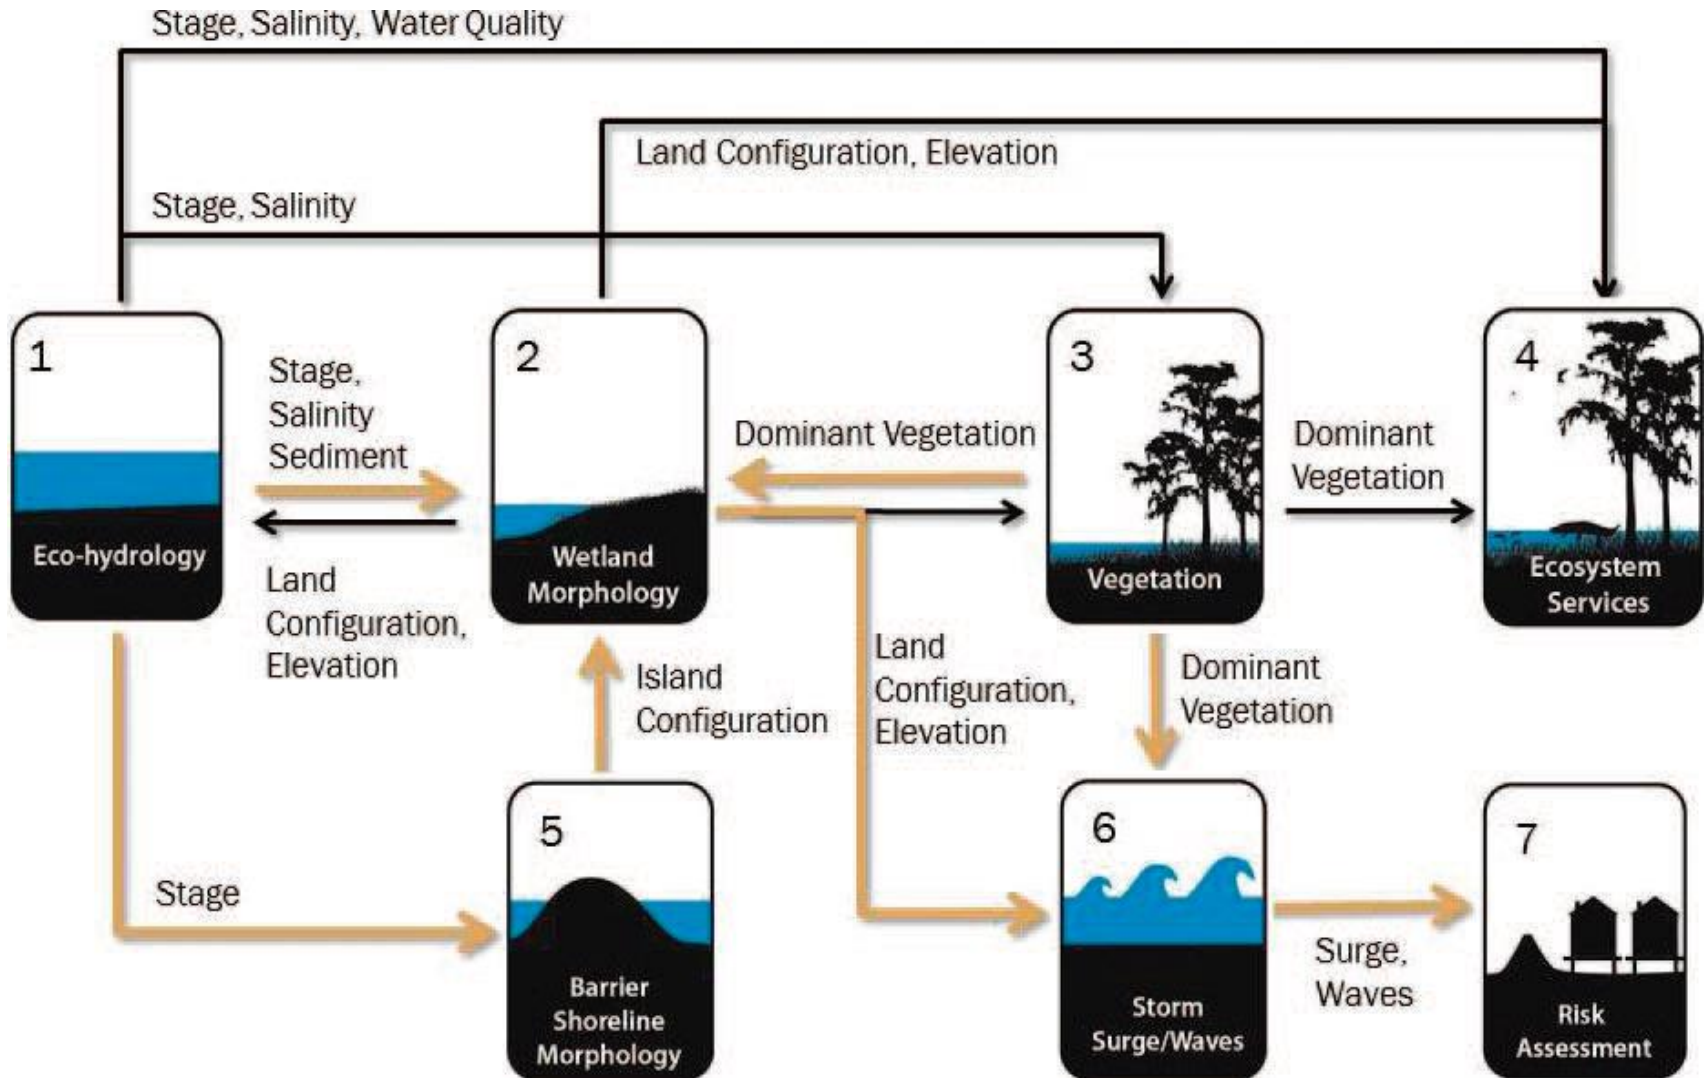 Stage, Salinity, Water Quality
Land Configuration, Elevation
Stage, Salinity
1
Eco-hydrology
Stage,
Salinity
Sediment
Land
Configuration,
Elevation
2
Wetland
Morphology
Dominant Vegetation
3
Vegetation
Dominant
Vegetation
4
Ecosystem
Services
Island
Configuration
Land
Configuration,
Elevation
Dominant
Vegetation
Stage
5
Barrier
Shoreline
Morphology
6
Storm
Surge/Waves
Surge,
Waves
7
Risk
Assessment